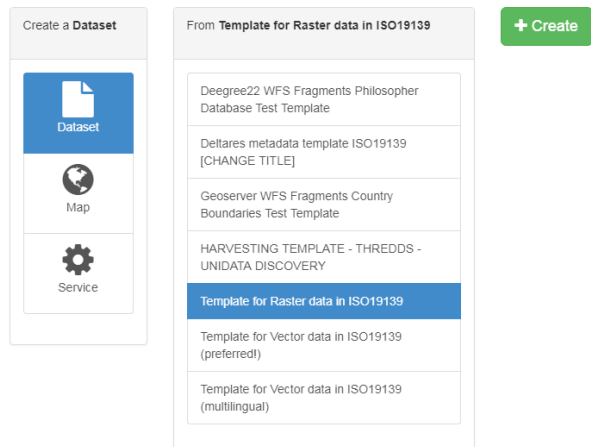 Create a Dataset
Dataset
Map
Service
From Template for Raster data in ISO19139
Deegree22 WFS Fragments Philosopher
Database Test Template
Deltares metadata template ISO19139
[CHANGE TITLE]
Geoserver WFS Fragments Country
Boundaries Test Template
HARVESTING TEMPLATE - THREDDS -
UNIDATA DISCOVERY
Template for Raster data in ISO19139
Template for Vector data in ISO19139
(preferred!)
Template for Vector data in ISO19139
(multilingual)
+ Create